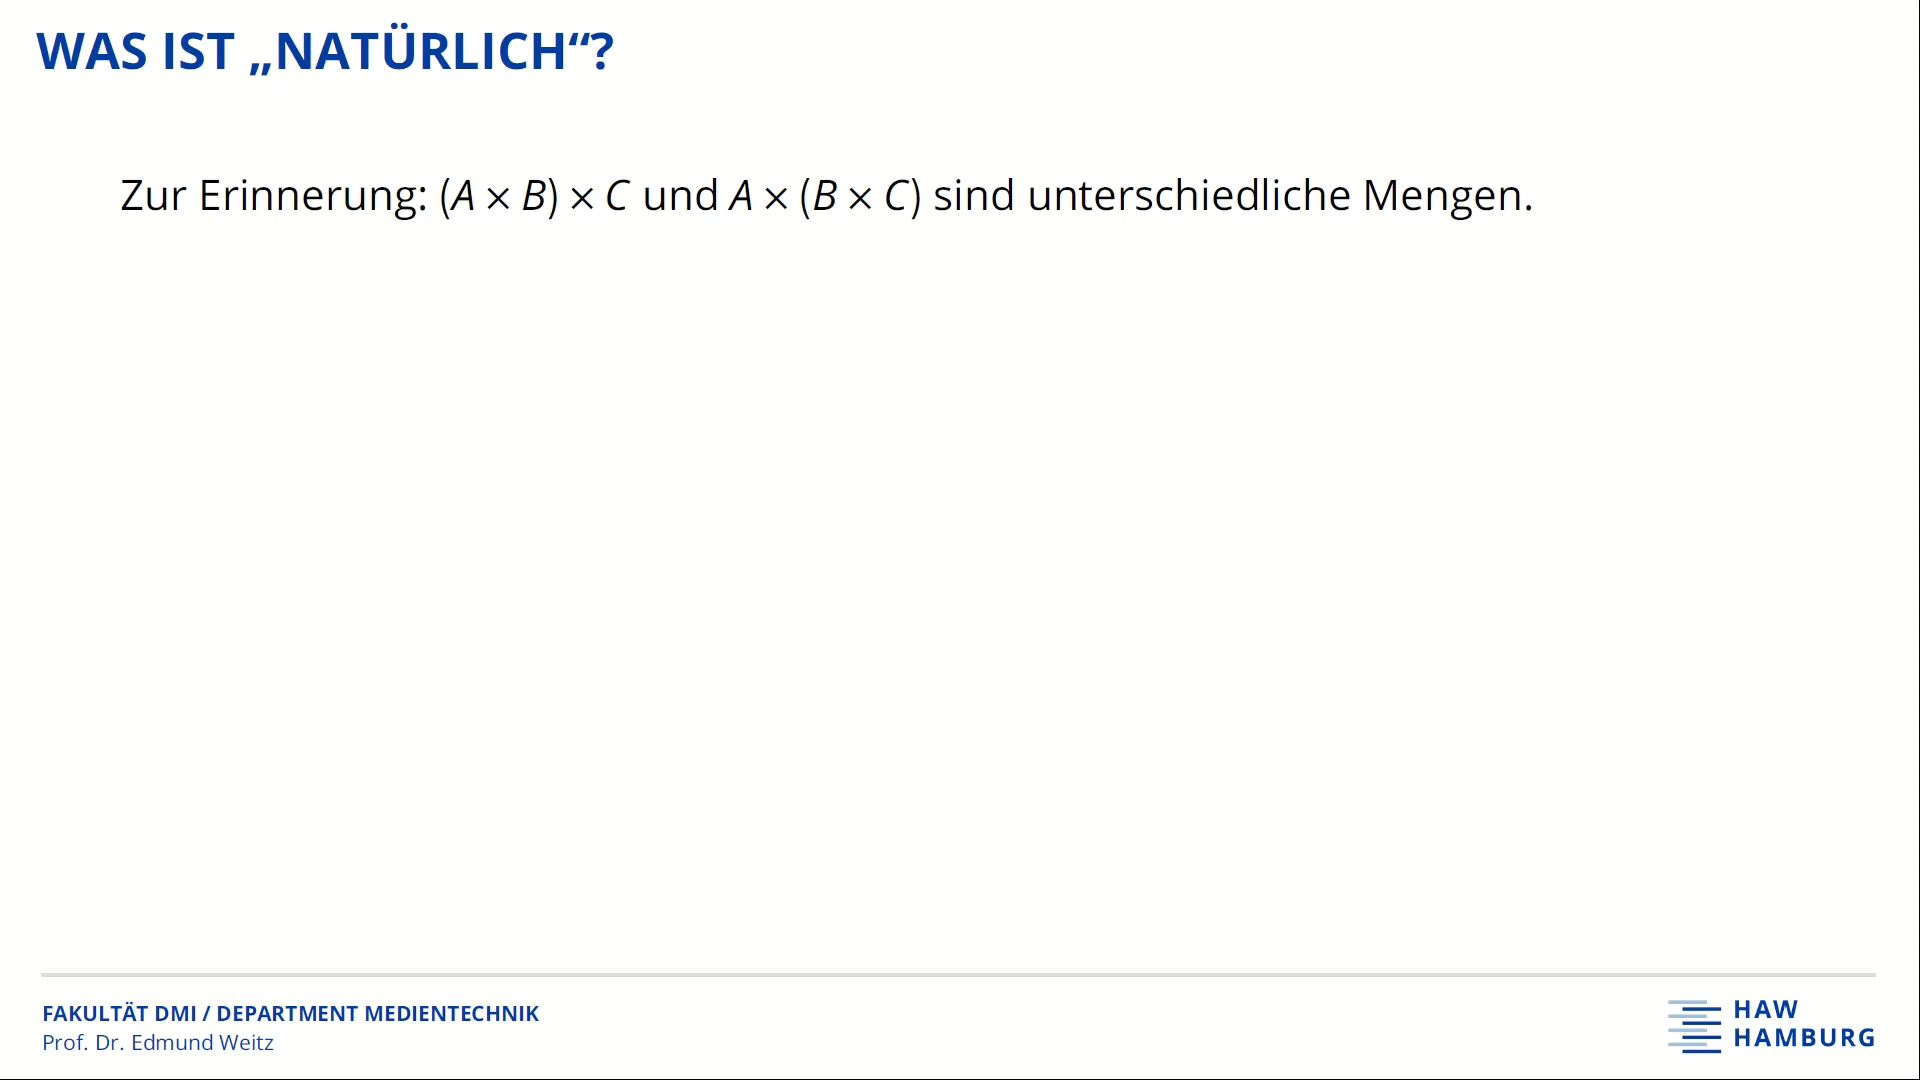 WAS IST „NATÜRLICH“?
Zur Erinnerung: (A × B) × C und A × (B × C) sind unterschiedliche Mengen.
FAKULTÄT DMI / DEPARTMENT MEDIENTECHNIK
Prof. Dr. Edmund Weitz
HAW
HAMBURG